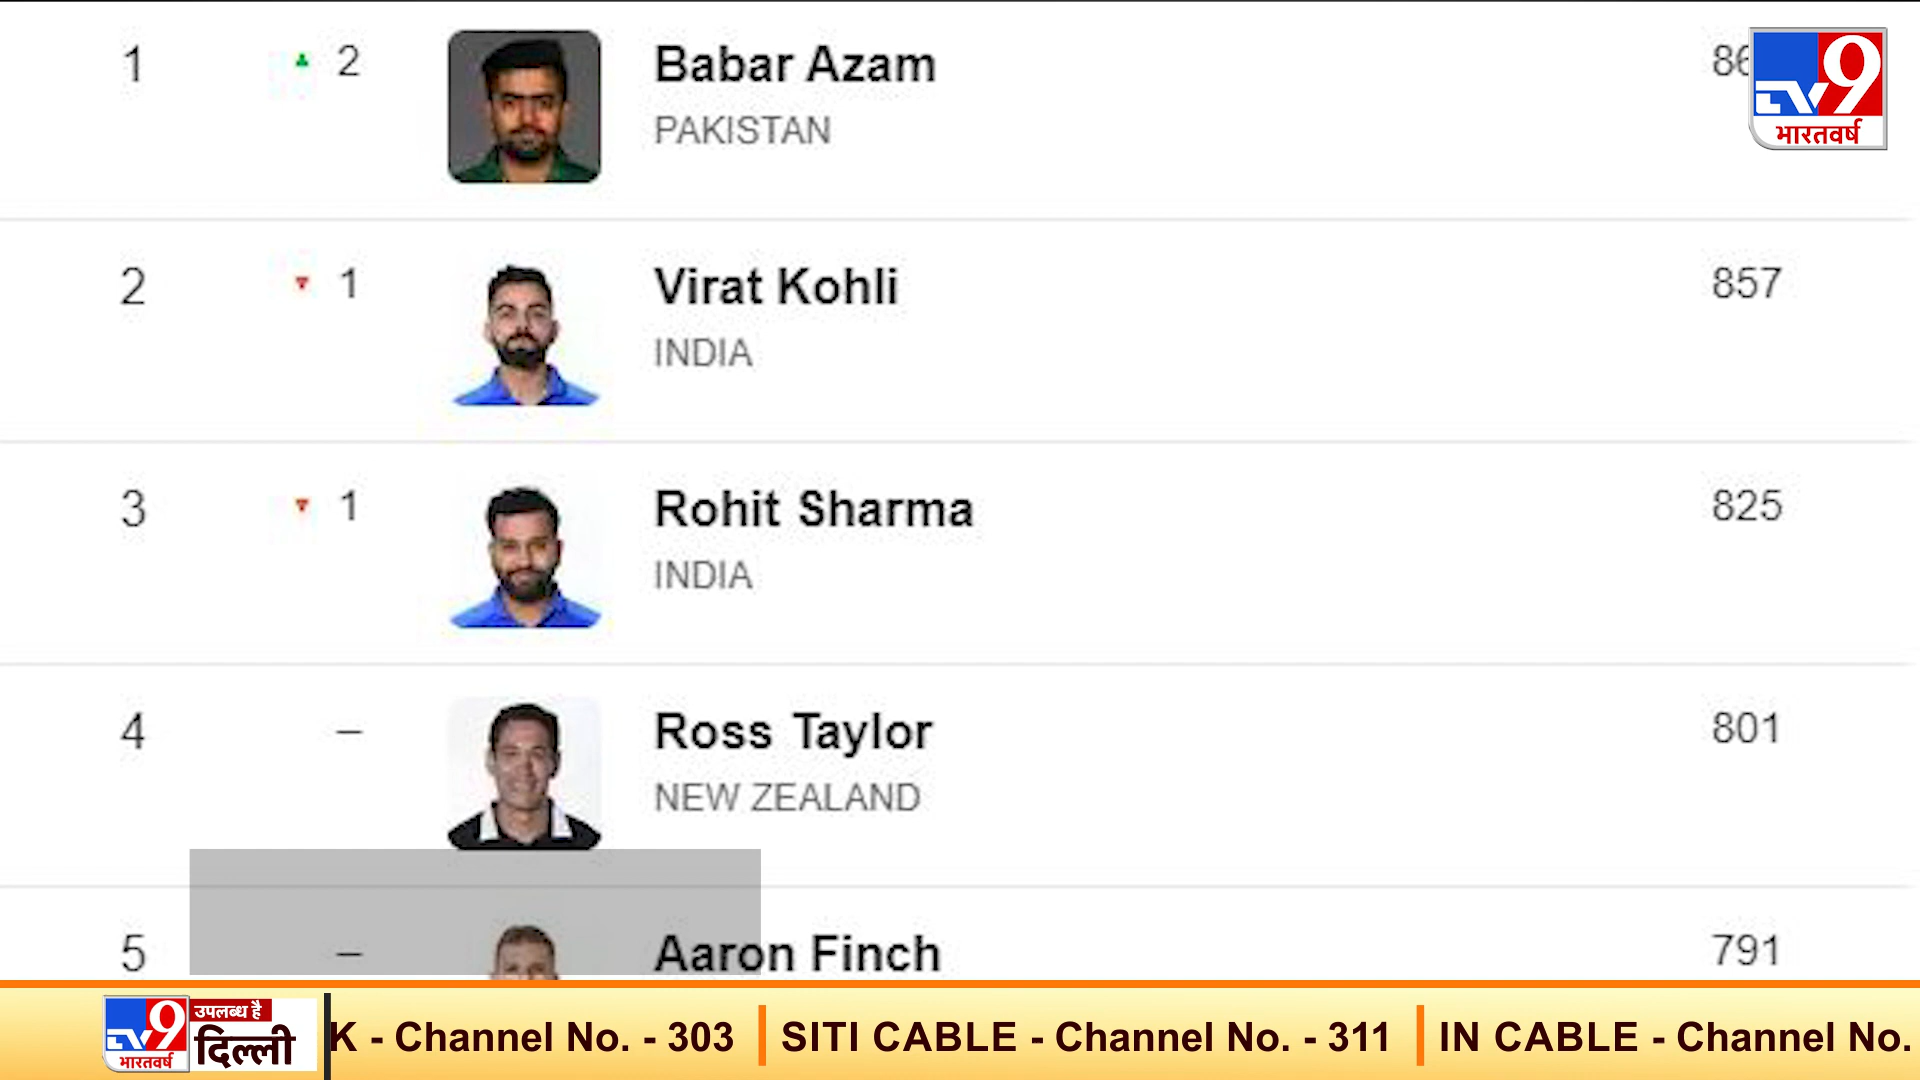 1 2 Babar Azam
PAKISTAN
TV9
भारतवर्ष
2 1 Virat Kohli 857
INDIA
3 1 Rohit Sharma 825
INDIA
4 – Ross Taylor 801
NEW ZEALAND
5 – Aaron Finch 791
TV9
भारतवर्ष
उपलब्ध है
दिल्ली
K - Channel No. - 303 | SITI CABLE - Channel No. - 311 | IN CABLE - Channel No.